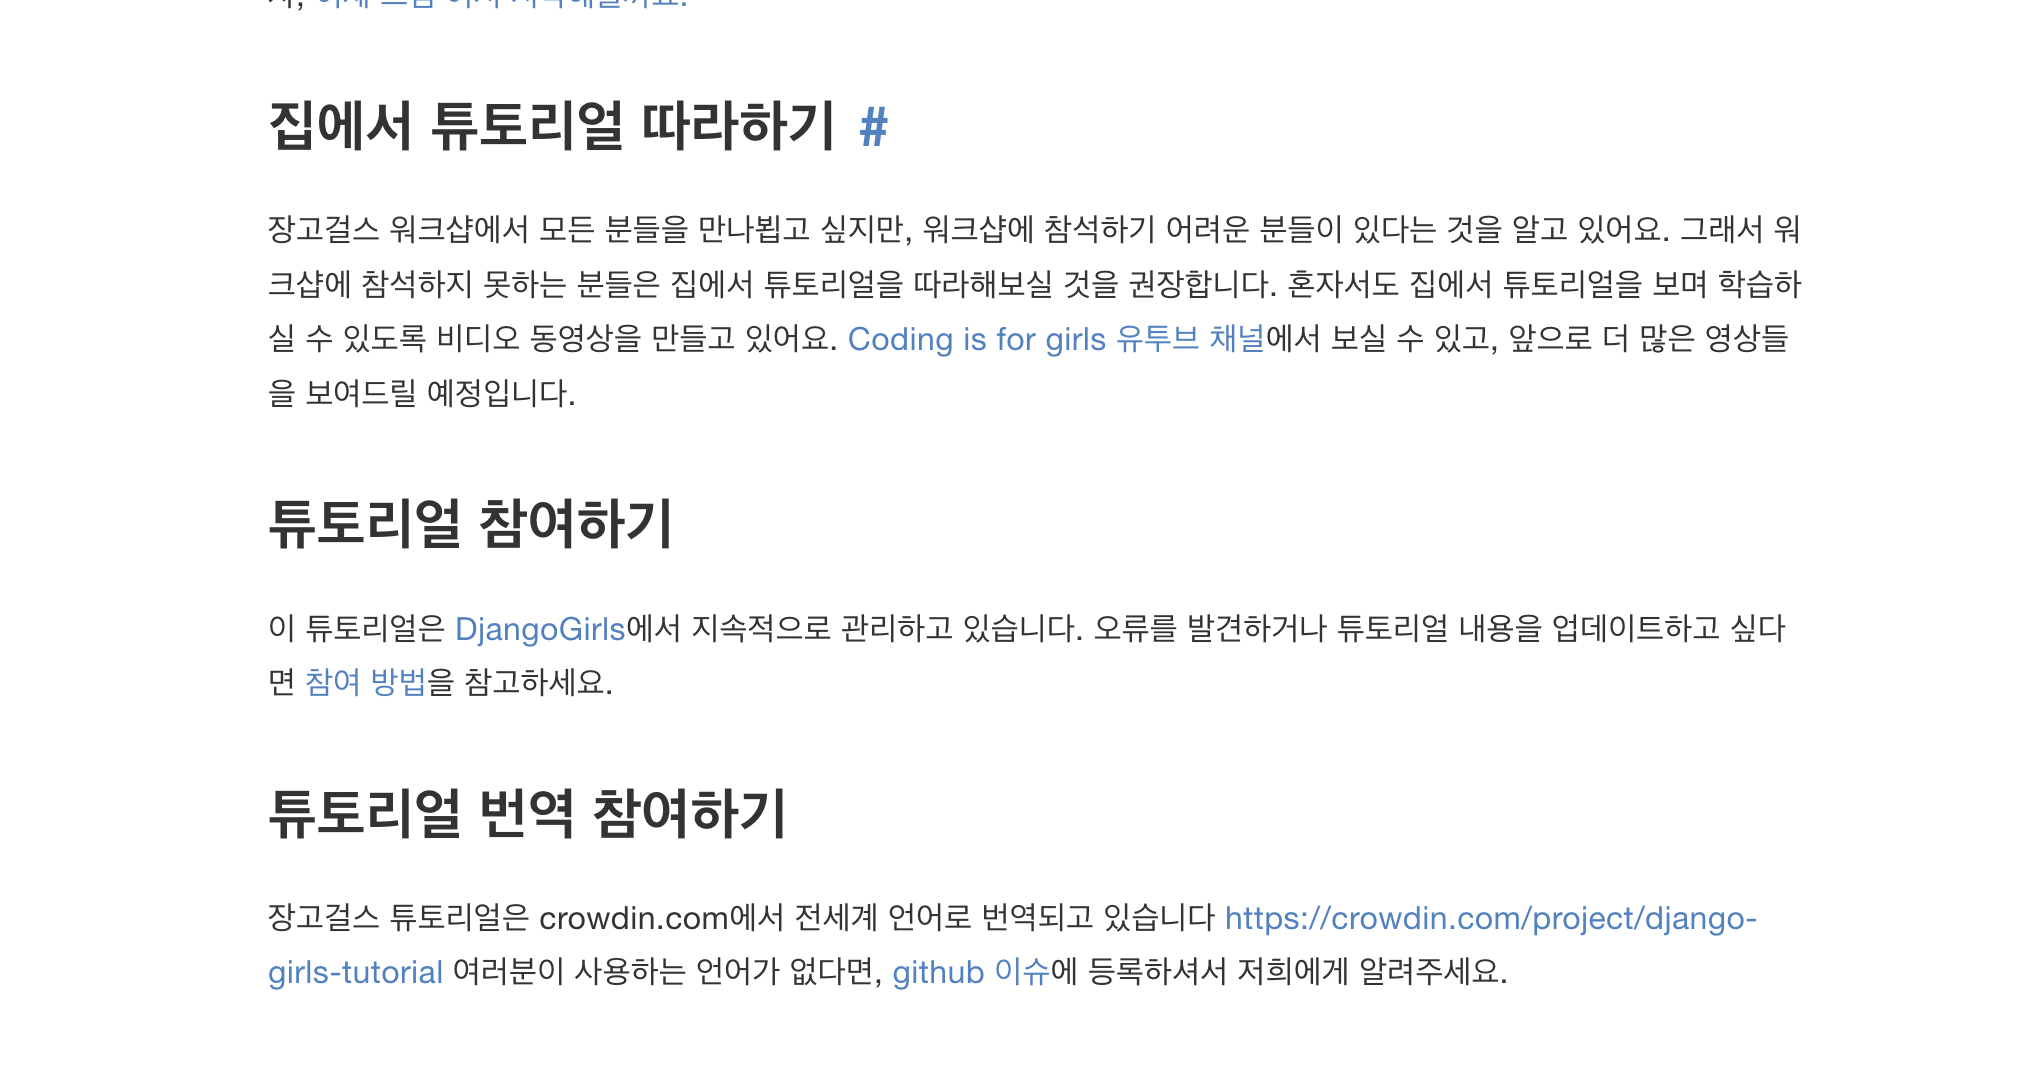 집에서 튜토리얼 따라하기 #
장고걸스 워크샵에서 모든 분들을 만나뵙고 싶지만, 워크샵에 참석하기 어려운 분들이 있다는 것을 알고 있어요. 그래서 워
크샵에 참석하지 못하는 분들은 집에서 튜토리얼을 따라해보실 것을 권장합니다. 혼자서도 집에서 튜토리얼을 보며 학습하
실 수 있도록 비디오 동영상을 만들고 있어요. Coding is for girls 유투브 채널에서 보실 수 있고, 앞으로 더 많은 영상들
을 보여드릴 예정입니다.
튜토리얼 참여하기
이 튜토리얼은 DjangoGirls에서 지속적으로 관리하고 있습니다. 오류를 발견하거나 튜토리얼 내용을 업데이트하고 싶다
면 참여 방법을 참고하세요.
튜토리얼 번역 참여하기
장고걸스 튜토리얼은 crowdin.com에서 전세계 언어로 번역되고 있습니다 https://crowdin.com/project/django-
girls-tutorial 여러분이 사용하는 언어가 없다면, github 이슈에 등록하셔서 저희에게 알려주세요.